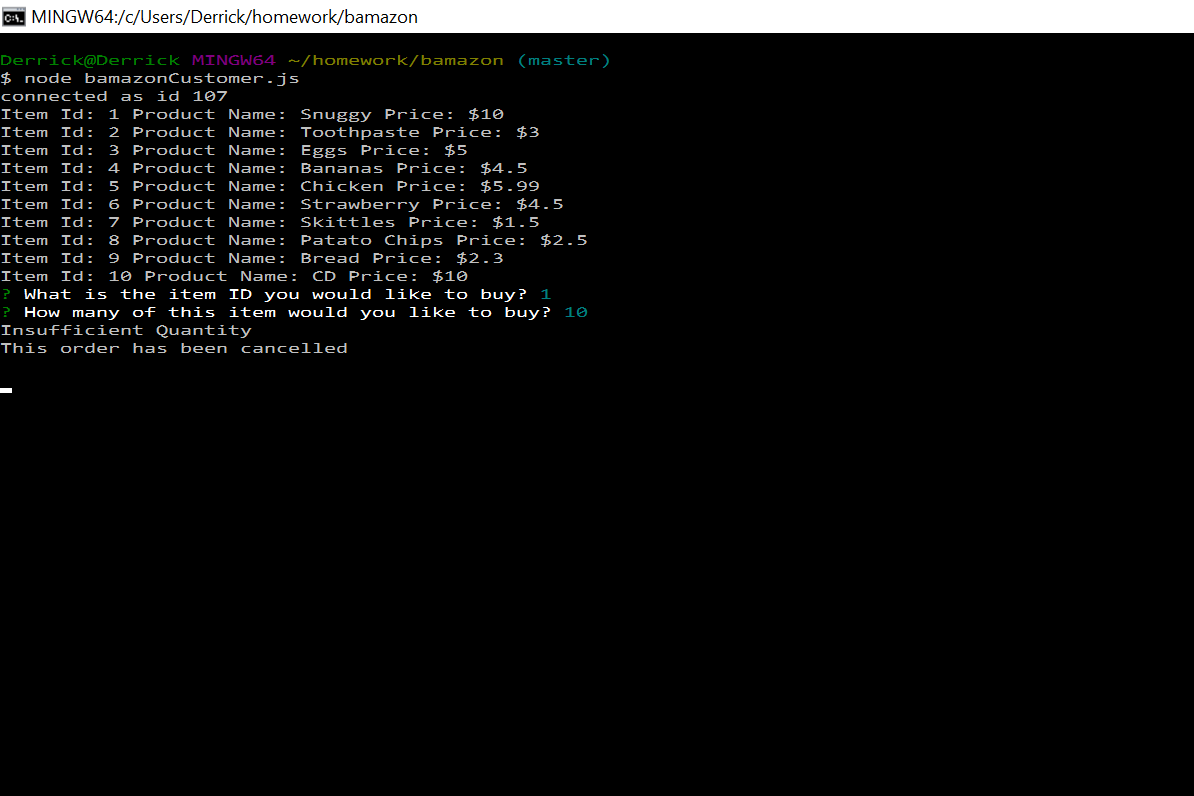 MINGW64:/c/Users/Derrick/homework/bamazon
Derrick@Derrick MINGW64 ~/homework/bamazon (master)
$ node bamazonCustomer.js
connected as id 107
Item Id: 1 Product Name: Snuggy Price: $10
Item Id: 2 Product Name: Toothpaste Price: $3
Item Id: 3 Product Name: Eggs Price: $5
Item Id: 4 Product Name: Bananas Price: $4.5
Item Id: 5 Product Name: Chicken Price: $5.99
Item Id: 6 Product Name: Strawberry Price: $4.5
Item Id: 7 Product Name: Skittles Price: $1.5
Item Id: 8 Product Name: Patato Chips Price: $2.5
Item Id: 9 Product Name: Bread Price: $2.3
Item Id: 10 Product Name: CD Price: $10
? What is the item ID you would like to buy? 1
? How many of this item would you like to buy? 10
Insufficient Quantity
This order has been cancelled